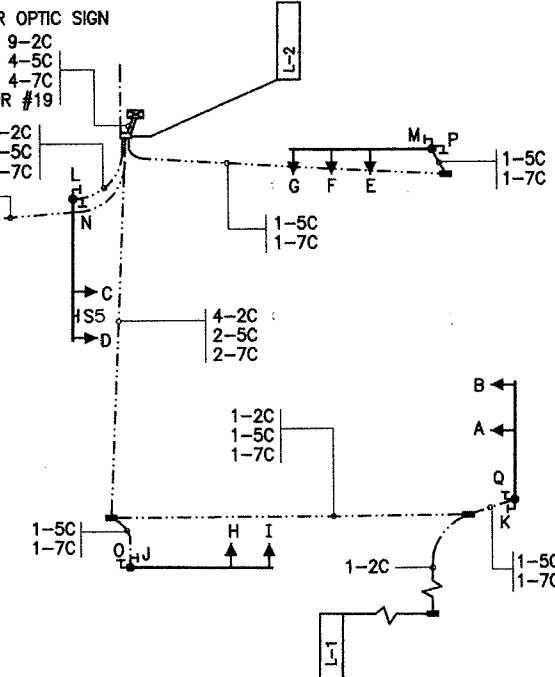 R OPTIC SIGN
9-2C
4-5C
4-7C
R #19
L-2
-2C
-5C
-7C
M
P
1-5C
1-7C
G
F
E
L
N
1-5C
1-7C
C
S5
D
4-2C
2-5C
2-7C
B
A
1-2C
1-5C
1-7C
Q
K
1-5C
1-7C
O
J
H
I
1-2C
1-5C
1-7C
L-1